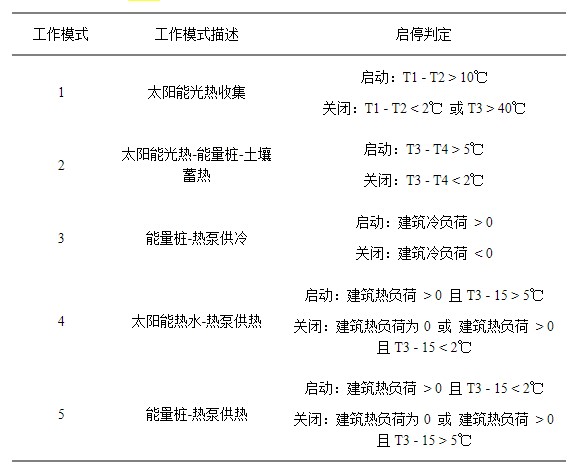 工作模式 工作模式描述 启停判定
1 太阳能光热收集 启动：T1 - T2 > 10℃
关闭：T1 - T2 < 2℃ 或 T3 > 40℃
2 太阳能光热-能量桩-土壤
蓄热
启动：T3 - T4 > 5℃
关闭：T3 - T4 < 2℃
3 能量桩-热泵供冷 启动：建筑冷负荷 > 0
关闭：建筑冷负荷 < 0
4 太阳能热水-热泵供热 启动：建筑热负荷 > 0 且 T3 - 15 > 5℃
关闭：建筑热负荷为 0 或 建筑热负荷 > 0
且 T3 - 15 < 2℃
5 能量桩-热泵供热 启动：建筑热负荷 > 0 且 T3 - 15 < 2℃
关闭：建筑热负荷为 0 或 建筑热负荷 > 0
且 T3 - 15 > 5℃